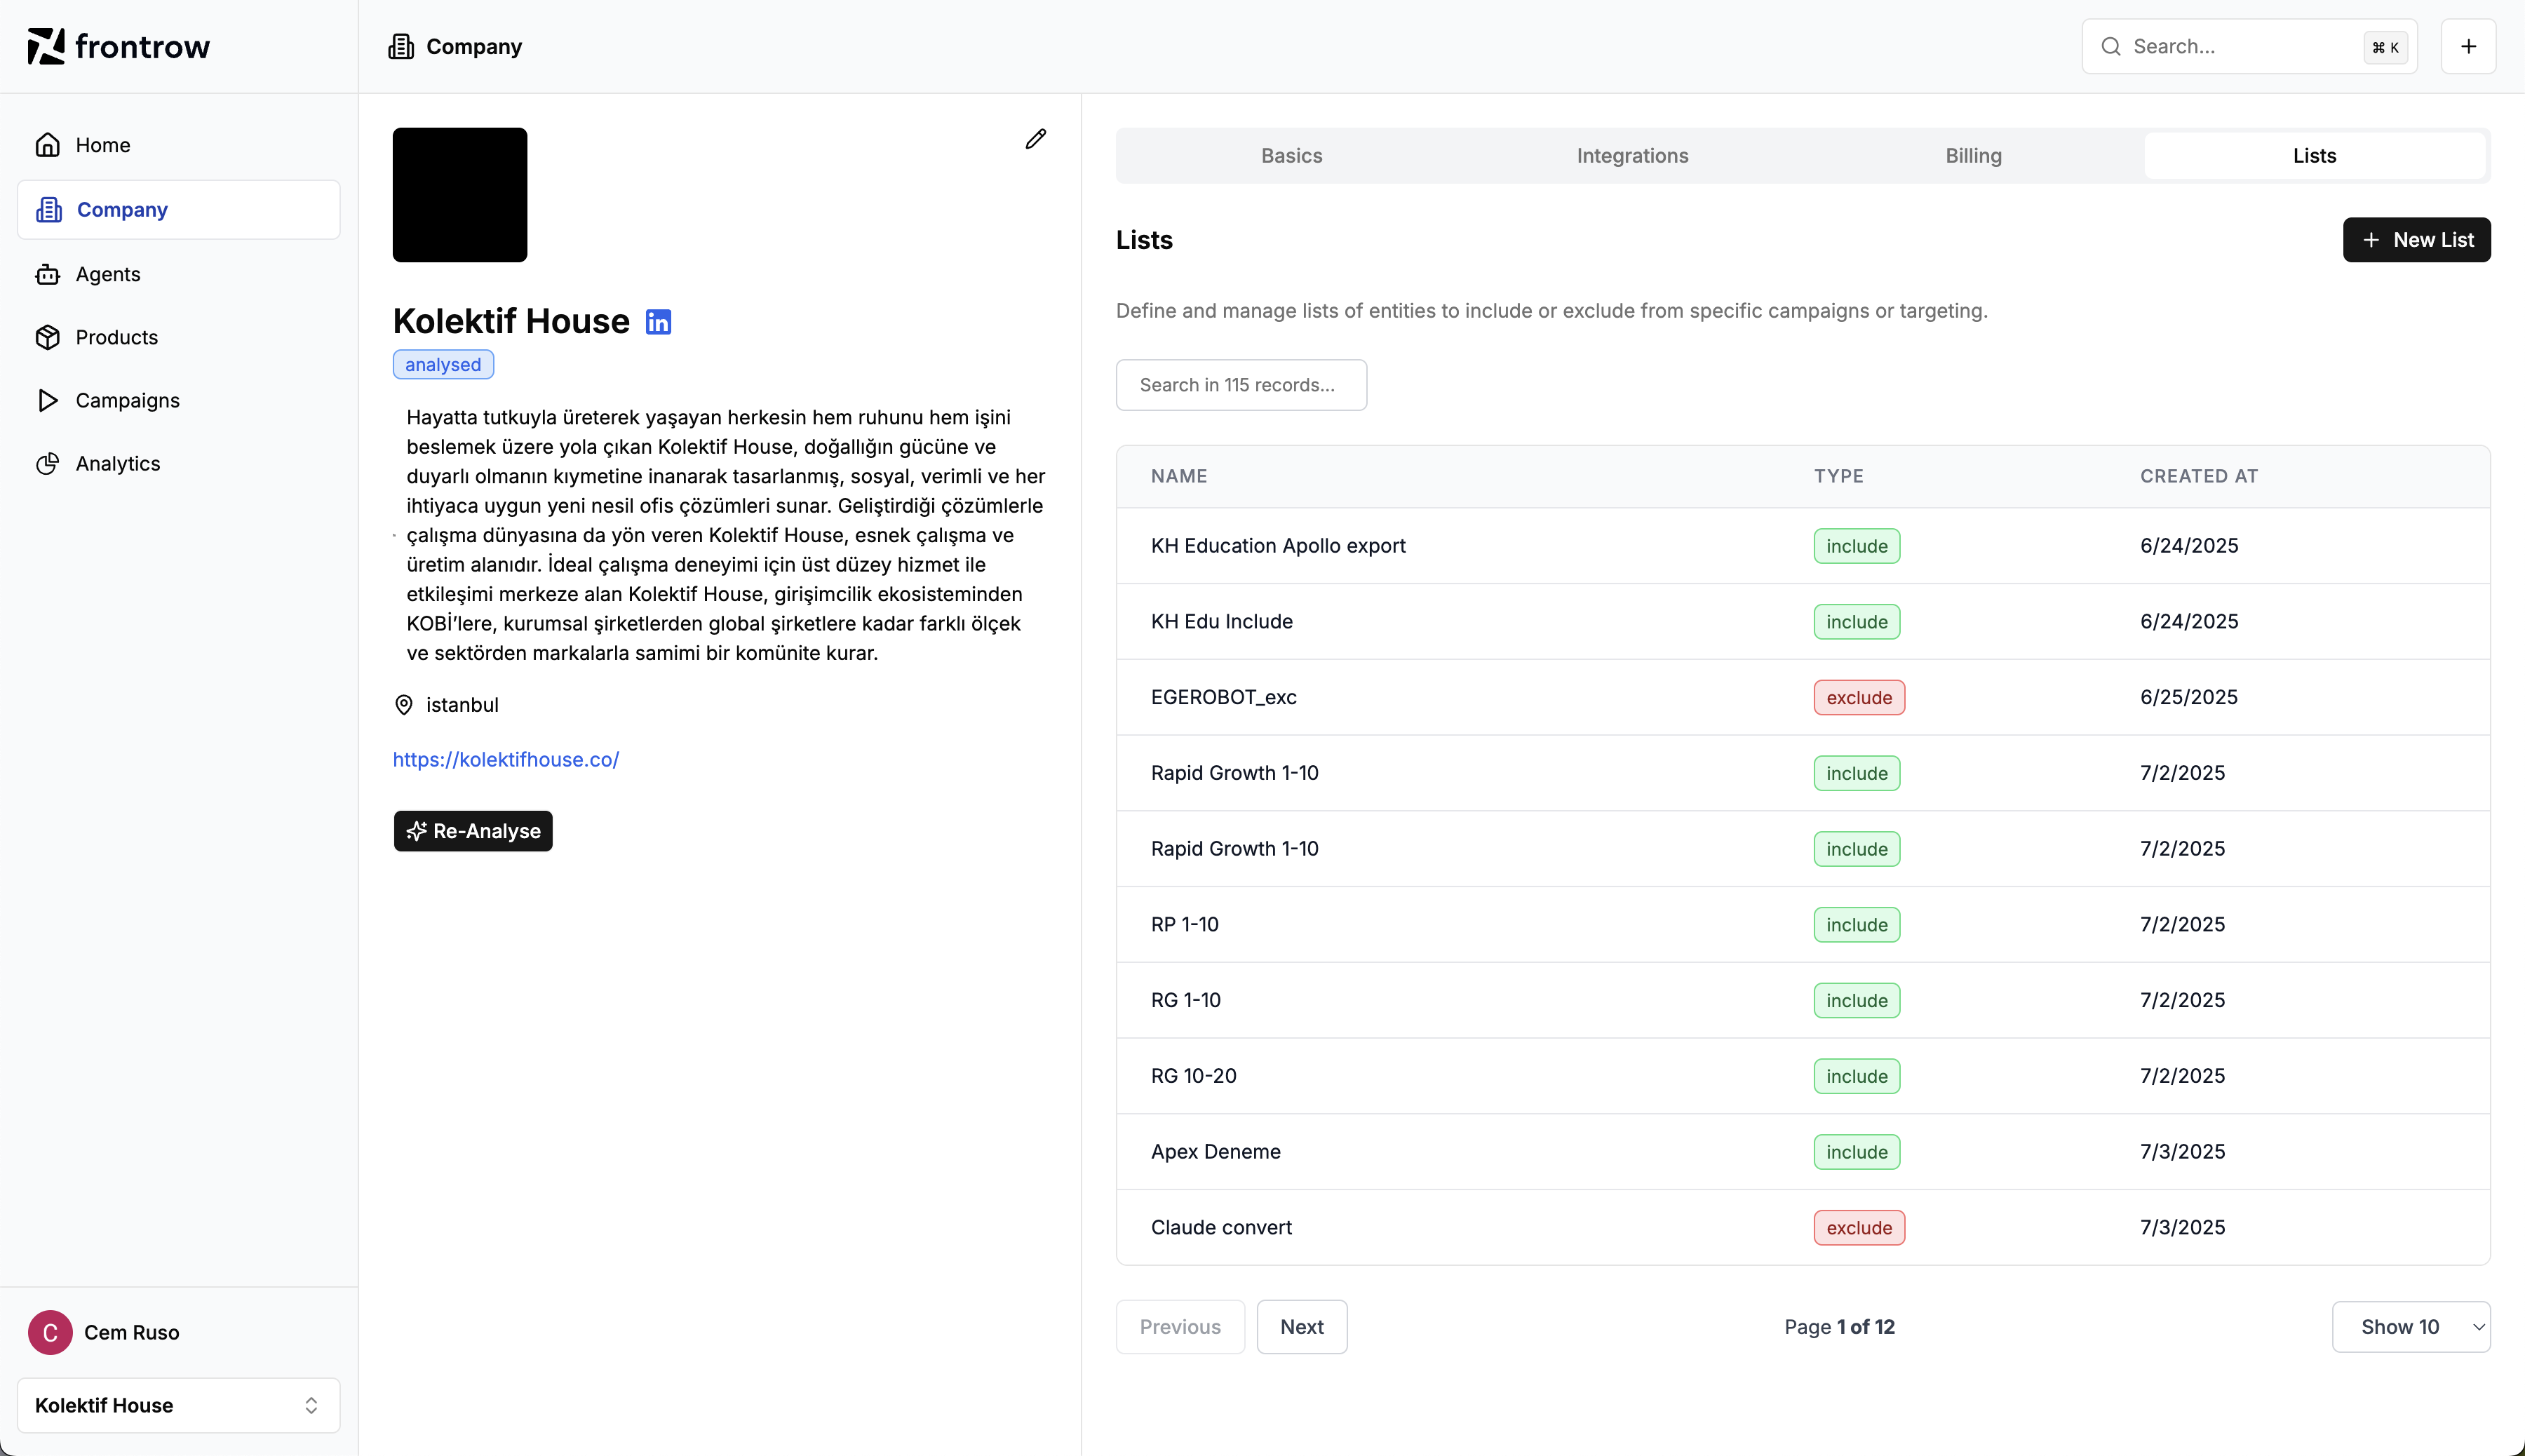 frontrow
Company
Search...
⌘ K
Home
Company
Agents
Products
Campaigns
Analytics
Cem Ruso
C
Kolektif House
Kolektif House
in
analysed
Hayatta tutkuyla üreterek yaşayan herkesin hem ruhunu hem işini
beslemek üzere yola çıkan Kolektif House, doğallığın gücüne ve
duyarlı olmanın kıymetine inanarak tasarlanmış, sosyal, verimli ve her
ihtiyaca uygun yeni nesil ofis çözümleri sunar. Geliştirdiği çözümlerle
çalışma dünyasına da yön veren Kolektif House, esnek çalışma ve
üretim alanıdır. İdeal çalışma deneyimi için üst düzey hizmet ile
etkileşimi merkeze alan Kolektif House, girişimcilik ekosisteminden
KOBİ’lere, kurumsal şirketlerden global şirketlere kadar farklı ölçek
ve sektörden markalarla samimi bir komünite kurar.
istanbul
https://kolektifhouse.co/
Re-Analyse
Basics Integrations Billing Lists
Lists
+ New List
Define and manage lists of entities to include or exclude from specific campaigns or targeting.
Search in 115 records...
NAME TYPE CREATED AT
KH Education Apollo export include 6/24/2025
KH Edu Include include 6/24/2025
EGEROBOT_exc exclude 6/25/2025
Rapid Growth 1-10 include 7/2/2025
Rapid Growth 1-10 include 7/2/2025
RP 1-10 include 7/2/2025
RG 1-10 include 7/2/2025
RG 10-20 include 7/2/2025
Apex Deneme include 7/3/2025
Claude convert exclude 7/3/2025
Previous Next Page 1 of 12 Show 10